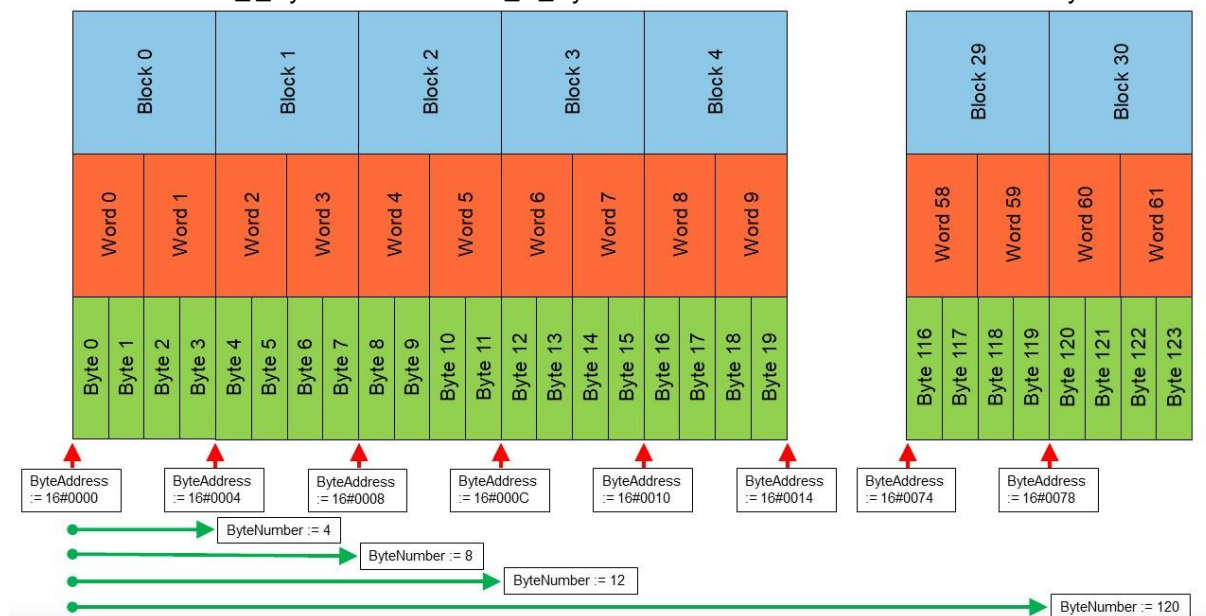 Block 0
Block 1
Block 2
Block 3
Block 4
Block 29
Block 30
Word 0
Word 1
Word 2
Word 3
Word 4
Word 5
Word 6
Word 7
Word 8
Word 9
Word 58
Word 59
Word 60
Word 61
Byte 0
Byte 1
Byte 2
Byte 3
Byte 4
Byte 5
Byte 6
Byte 7
Byte 8
Byte 9
Byte 10
Byte 11
Byte 12
Byte 13
Byte 14
Byte 15
Byte 16
Byte 17
Byte 18
Byte 19
Byte 116
Byte 117
Byte 118
Byte 119
Byte 120
Byte 121
Byte 122
Byte 123
ByteAddress
:= 16#0000
ByteAddress
:= 16#0004
ByteAddress
:= 16#0008
ByteAddress
:= 16#000C
ByteAddress
:= 16#0010
ByteAddress
:= 16#0014
ByteAddress
:= 16#0074
ByteAddress
:= 16#0078
ByteNumber := 4
ByteNumber := 8
ByteNumber := 12
ByteNumber := 120